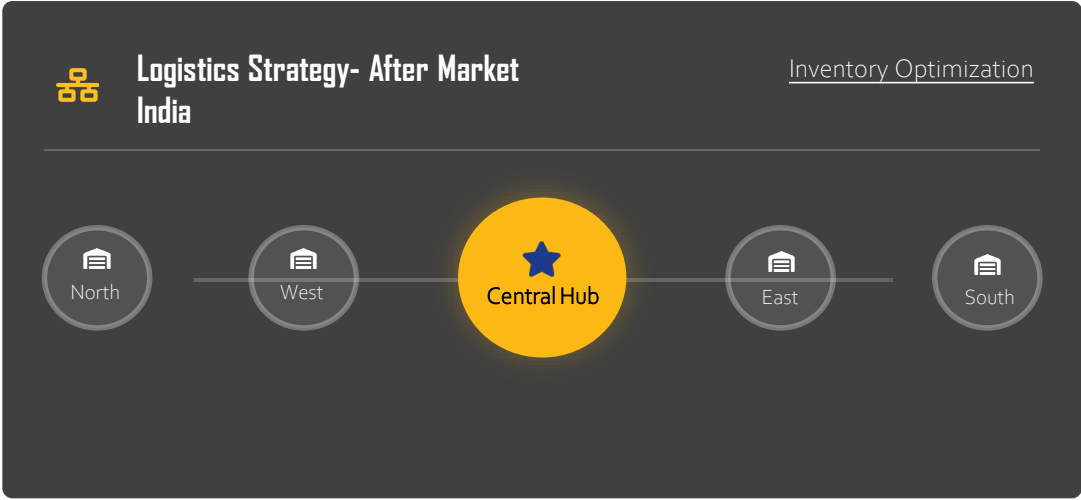 Logistics Strategy- After Market
India
Inventory Optimization
North
West
Central Hub
East
South